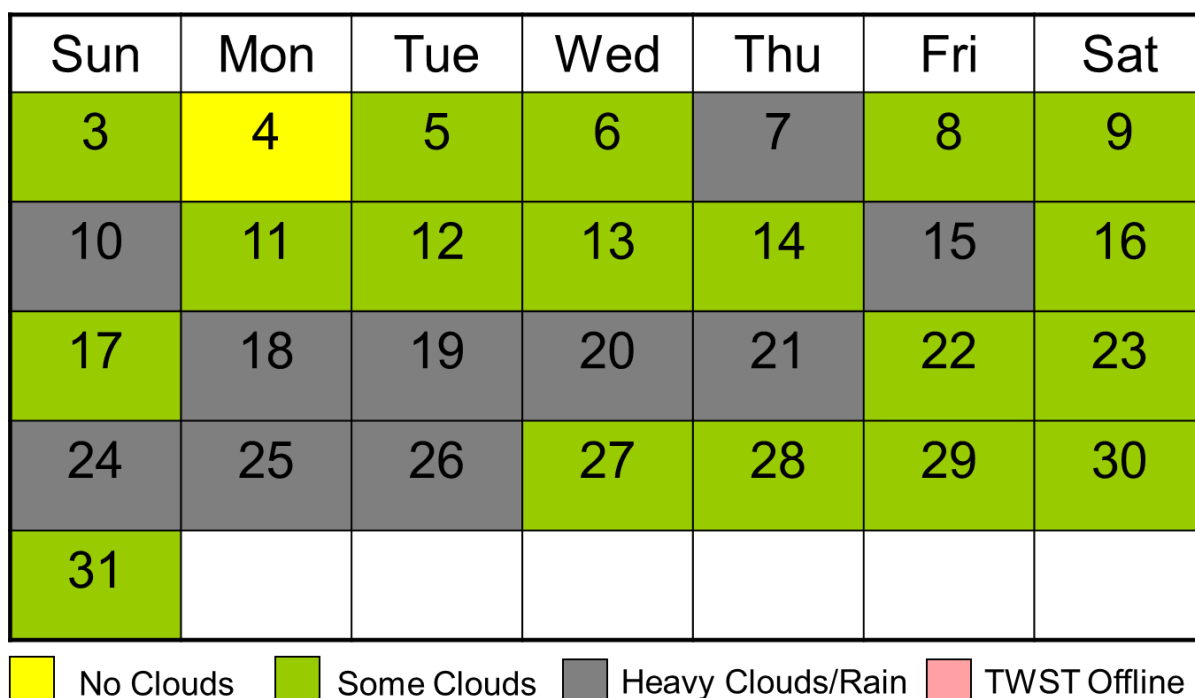 Sun Mon Tue Wed Thu Fri Sat
3 4 5 6 7 8 9
10 11 12 13 14 15 16
17 18 19 20 21 22 23
24 25 26 27 28 29 30
31
No Clouds Some Clouds Heavy Clouds/Rain TWST Offline